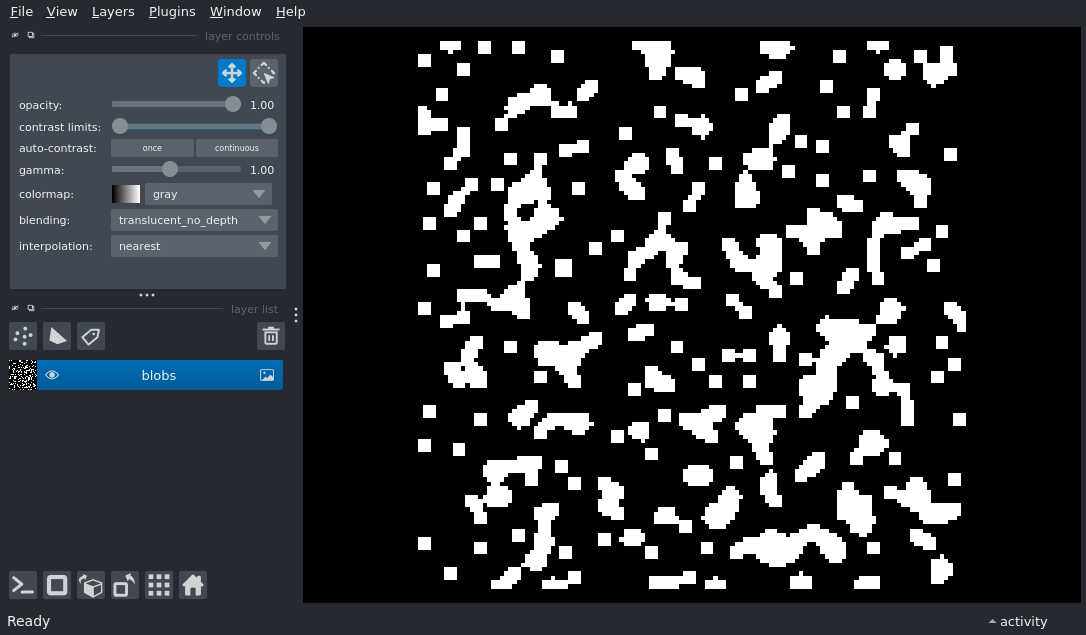 File View Layers Plugins Window Help
layer controls
opacity: 1.00
contrast limits:
auto-contrast: once continuous
gamma: 1.00
colormap: gray
blending: translucent_no_depth
interpolation: nearest
layer list
blobs
Ready
activity